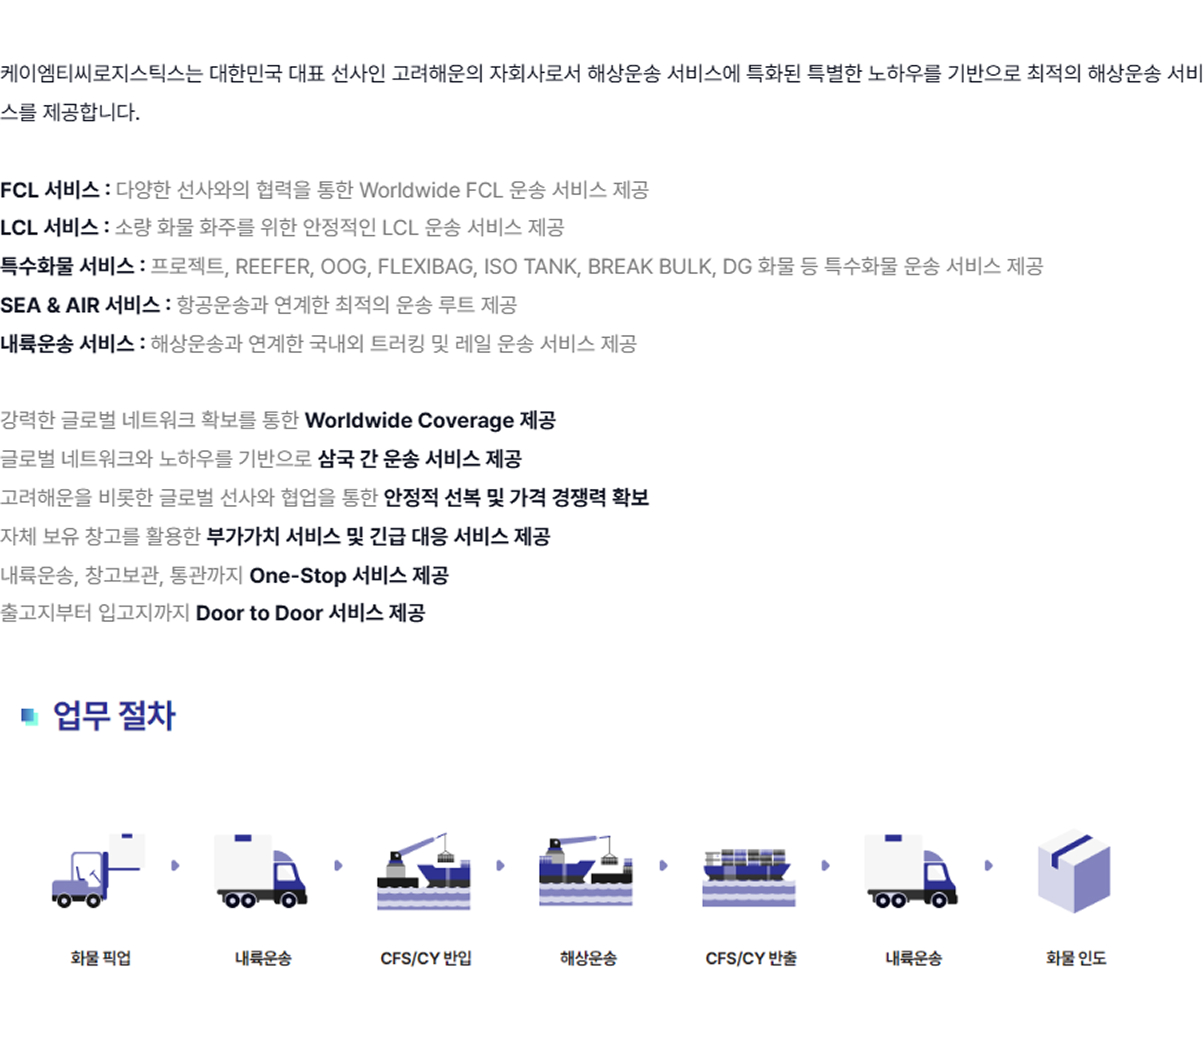 케이엠티씨로지스틱스는 대한민국 대표 선사인 고려해운의 자회사로서 해상운송 서비스에 특화된 특별한 노하우를 기반으로 최적의 해상운송 서비
스를 제공합니다.
FCL 서비스 : 다양한 선사와의 협력을 통한 Worldwide FCL 운송 서비스 제공
LCL 서비스 : 소량 화물 화주를 위한 안정적인 LCL 운송 서비스 제공
특수화물 서비스 : 프로젝트, REEFER, OOG, FLEXIBAG, ISO TANK, BREAK BULK, DG 화물 등 특수화물 운송 서비스 제공
SEA & AIR 서비스 : 항공운송과 연계한 최적의 운송 루트 제공
내륙운송 서비스 : 해상운송과 연계한 국내외 트러킹 및 레일 운송 서비스 제공
강력한 글로벌 네트워크 확보를 통한 Worldwide Coverage 제공
글로벌 네트워크와 노하우를 기반으로 삼국 간 운송 서비스 제공
고려해운을 비롯한 글로벌 선사와 협업을 통한 안정적 선복 및 가격 경쟁력 확보
자체 보유 창고를 활용한 부가가치 서비스 및 긴급 대응 서비스 제공
내륙운송, 창고보관, 통관까지 One-Stop 서비스 제공
출고지부터 입고지까지 Door to Door 서비스 제공
업무 절차
화물 픽업
내륙운송
CFS/CY 반입
해상운송
CFS/CY 반출
내륙운송
화물 인도